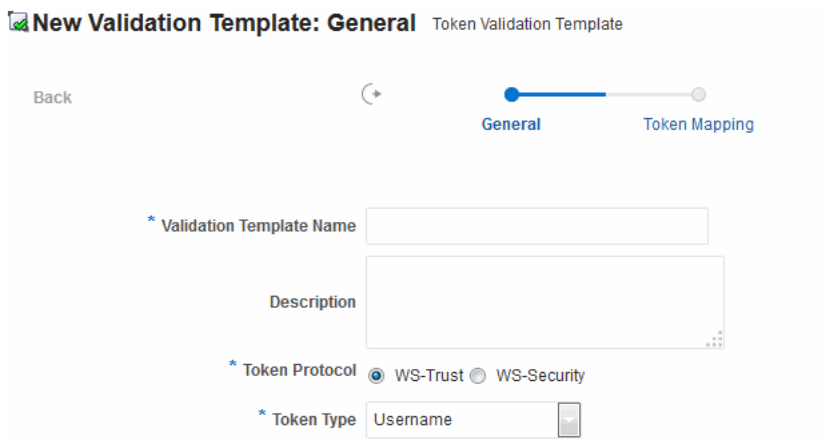 New Validation Template: General Token Validation Template
Back
General Token Mapping
* Validation Template Name
Description
* Token Protocol WS-Trust WS-Security
* Token Type Username